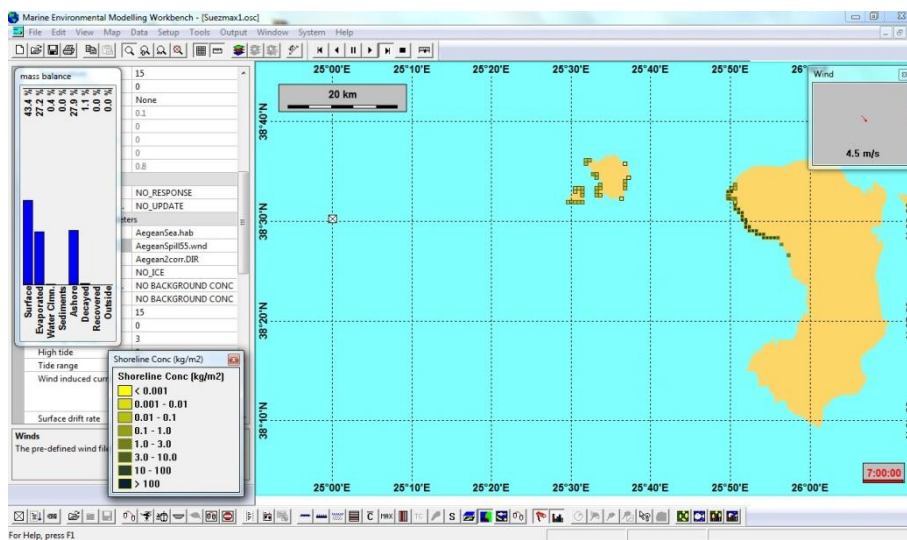 Marine Environmental Modelling Workbench - [Suezmax1.osc]
File Edit View Map Data Setup Tools Output Window System Help
mass balance
43.4 %
27.2 %
0.4 %
0.0 %
27.9 %
1.1 %
0.0 %
0.0 %
Surface
Evaporated
Water Clmn.
Sediments
Ashore
Decayed
Recovered
Outside
15
0
None
0.1
0
0
0
0.8
NO_RESPONSE
NO_UPDATE
eters
AegeanSea.hab
AegeanSpill55.wnd
Aegean2corr.DIR
NO_ICE
NO BACKGROUND CONC
NO BACKGROUND CONC
15
0
3
High tide
Tide range
Wind induced curr
Surface drift rate
Winds
The pre-defined wind file
Shoreline Conc (kg/m2)
Shoreline Conc (kg/m2)
< 0.001
0.001 - 0.01
0.01 - 0.1
0.1 - 1.0
1.0 - 3.0
3.0 - 10.0
10 - 100
> 100
25°00'E 25°10'E 25°20'E 25°30'E 25°40'E 25°50'E 26°
20 km
38°40'N
38°30'N
38°20'N
38°10'N
Wind
4.5 m/s
7:00:00
25°00'E 25°10'E 25°20'E 25°30'E 25°40'E 25°50'E 26°00'E
C MAX TC S
For Help, press F1